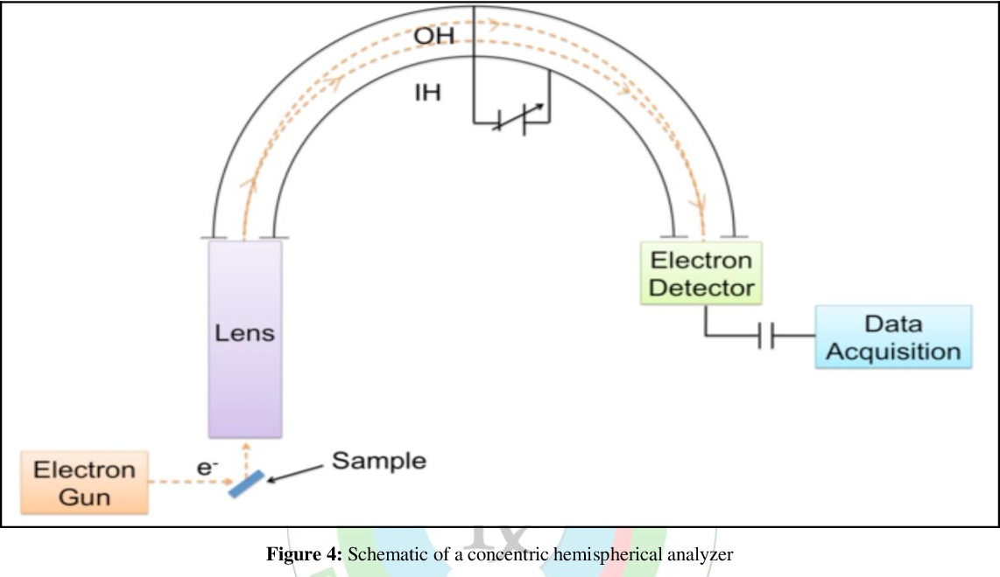 OH
IH
Electron
Detector
Lens
Data
Acquisition
Electron
Gun
e-
Sample
Figure 4: Schematic of a concentric hemispherical analyzer